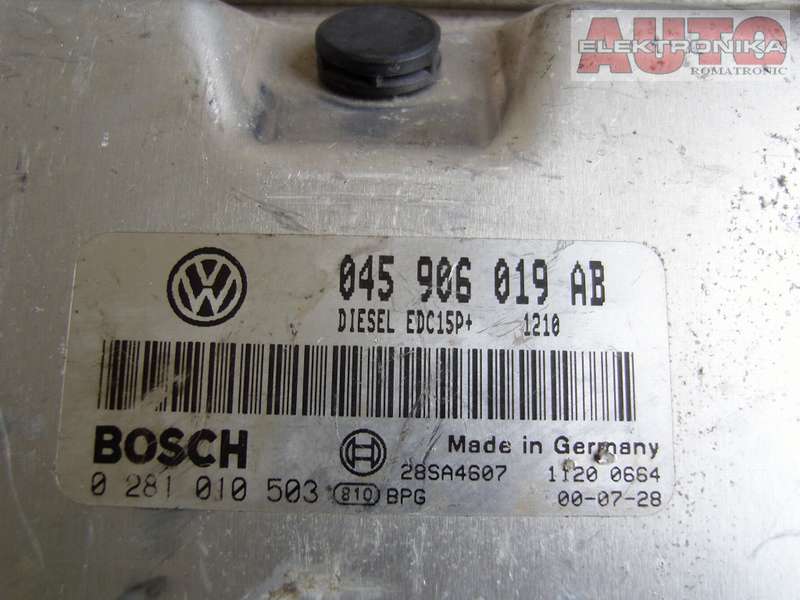 AUTO
ELEKTRONIKA
ROMATRONIC
045 906 019 AB
DIESEL EDC15P+ 1210
BOSCH
Made in Germany
28SA4607 1120 0664
0 281 010 503 810 BPG 00-07-28